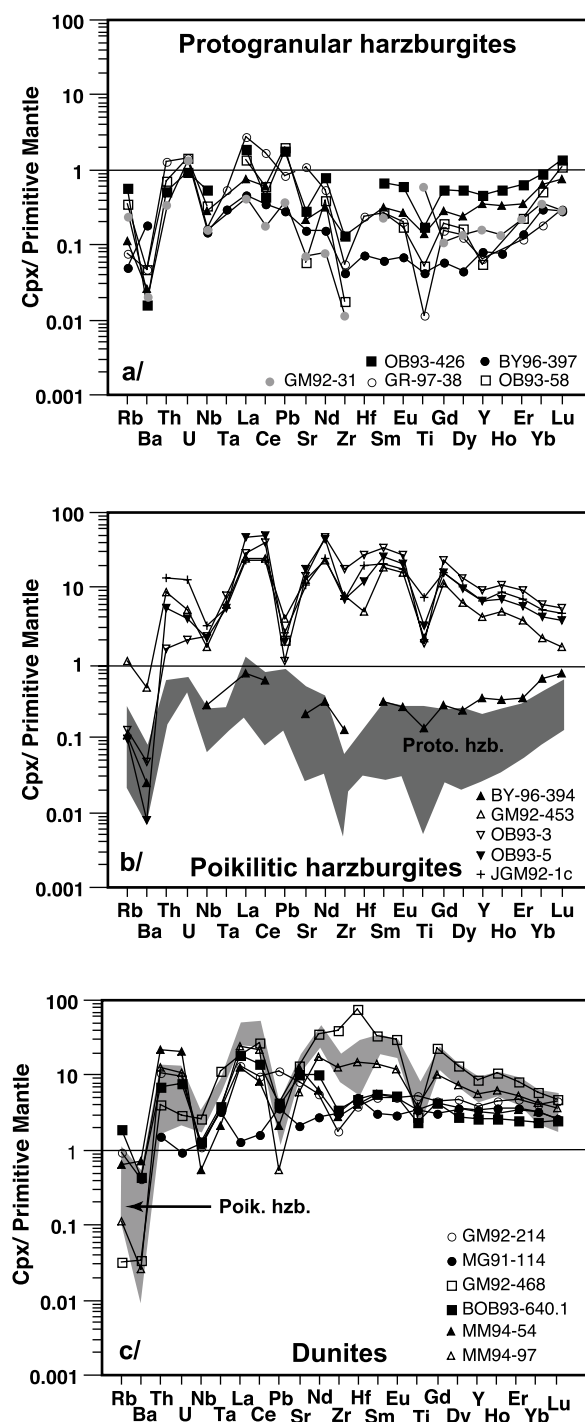 100
Protogranular harzburgites
10
1
0.1
0.01
0.001
Cpx/ Primitive Mantle
a/
OB93-426
BY96-397
GM92-31
GR-97-38
OB93-58
Rb Th Nb La Pb Nd Hf Eu Gd Y Er Lu
Ba U Ta Ce Sr Zr Sm Ti Dy Ho Yb
100
10
1
0.1
0.01
0.001
Cpx/ Primitive Mantle
Proto. hzb.
BY-96-394
GM92-453
OB93-3
OB93-5
JGM92-1c
b/
Poikilitic harzburgites
Rb Th Nb La Pb Nd Hf Eu Gd Y Er Lu
Ba U Ta Ce Sr Zr Sm Ti Dy Ho Yb
100
10
1
0.1
0.01
0.001
Cpx/ Primitive Mantle
Poik. hzb.
GM92-214
MG91-114
GM92-468
BOB93-640.1
MM94-54
MM94-97
c/
Dunites
Rb Th Nb La Pb Nd Hf Eu Gd Y Er Lu
Ba U Ta Ce Sr Zr Sm Ti Dy Ho Yb